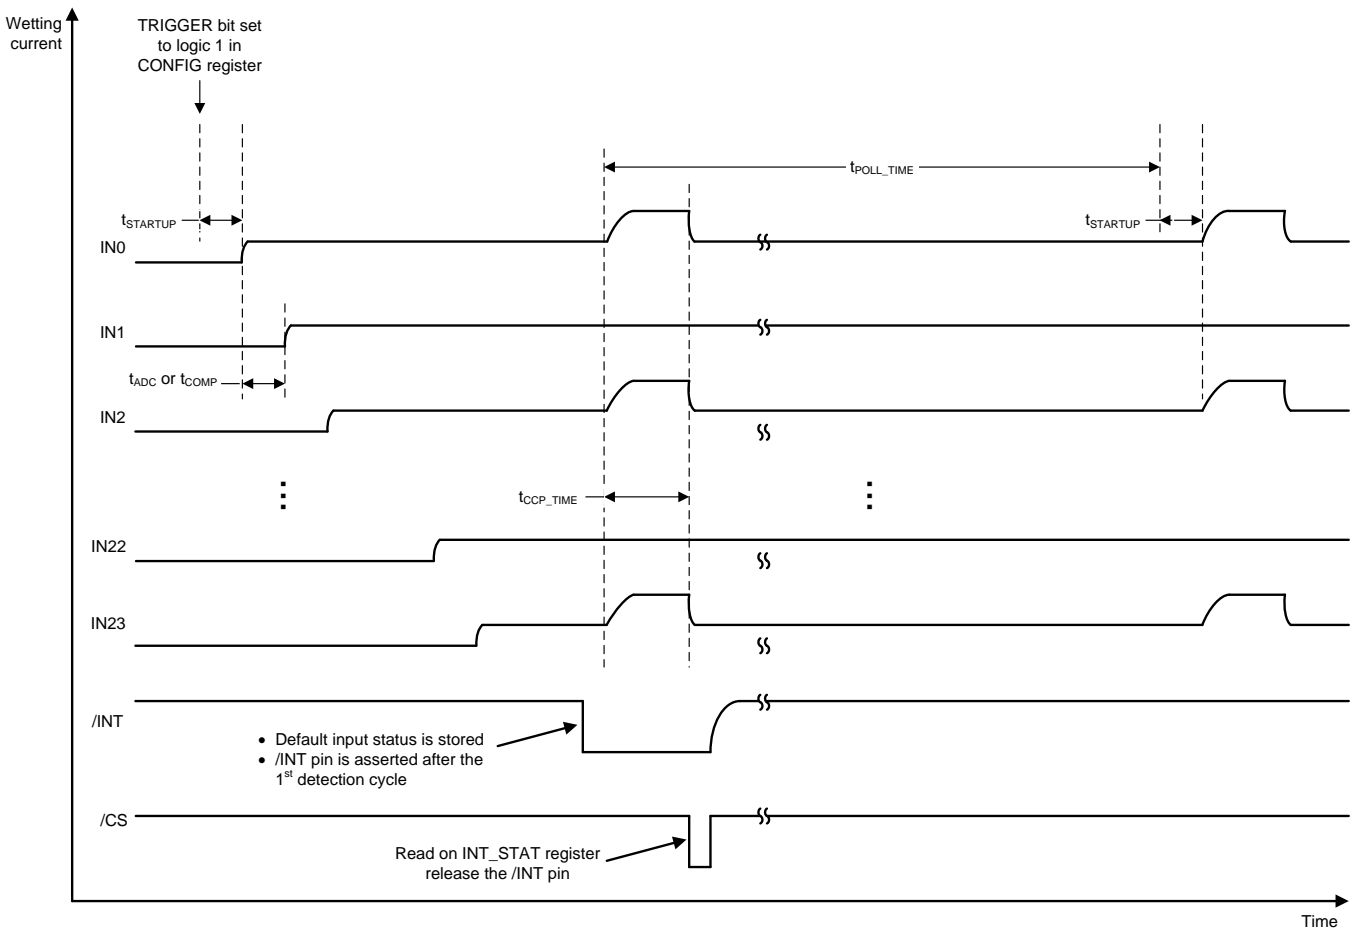 Wetting
current
TRIGGER bit set
to logic 1 in
CONFIG register
tPOLL_TIME
tSTARTUP
tSTARTUP
IN0
IN1
tADC or tCOMP
IN2
tCCP_TIME
IN22
IN23
/INT
• Default input status is stored
• /INT pin is asserted after the
1st detection cycle
/CS
Read on INT_STAT register
release the /INT pin
Time